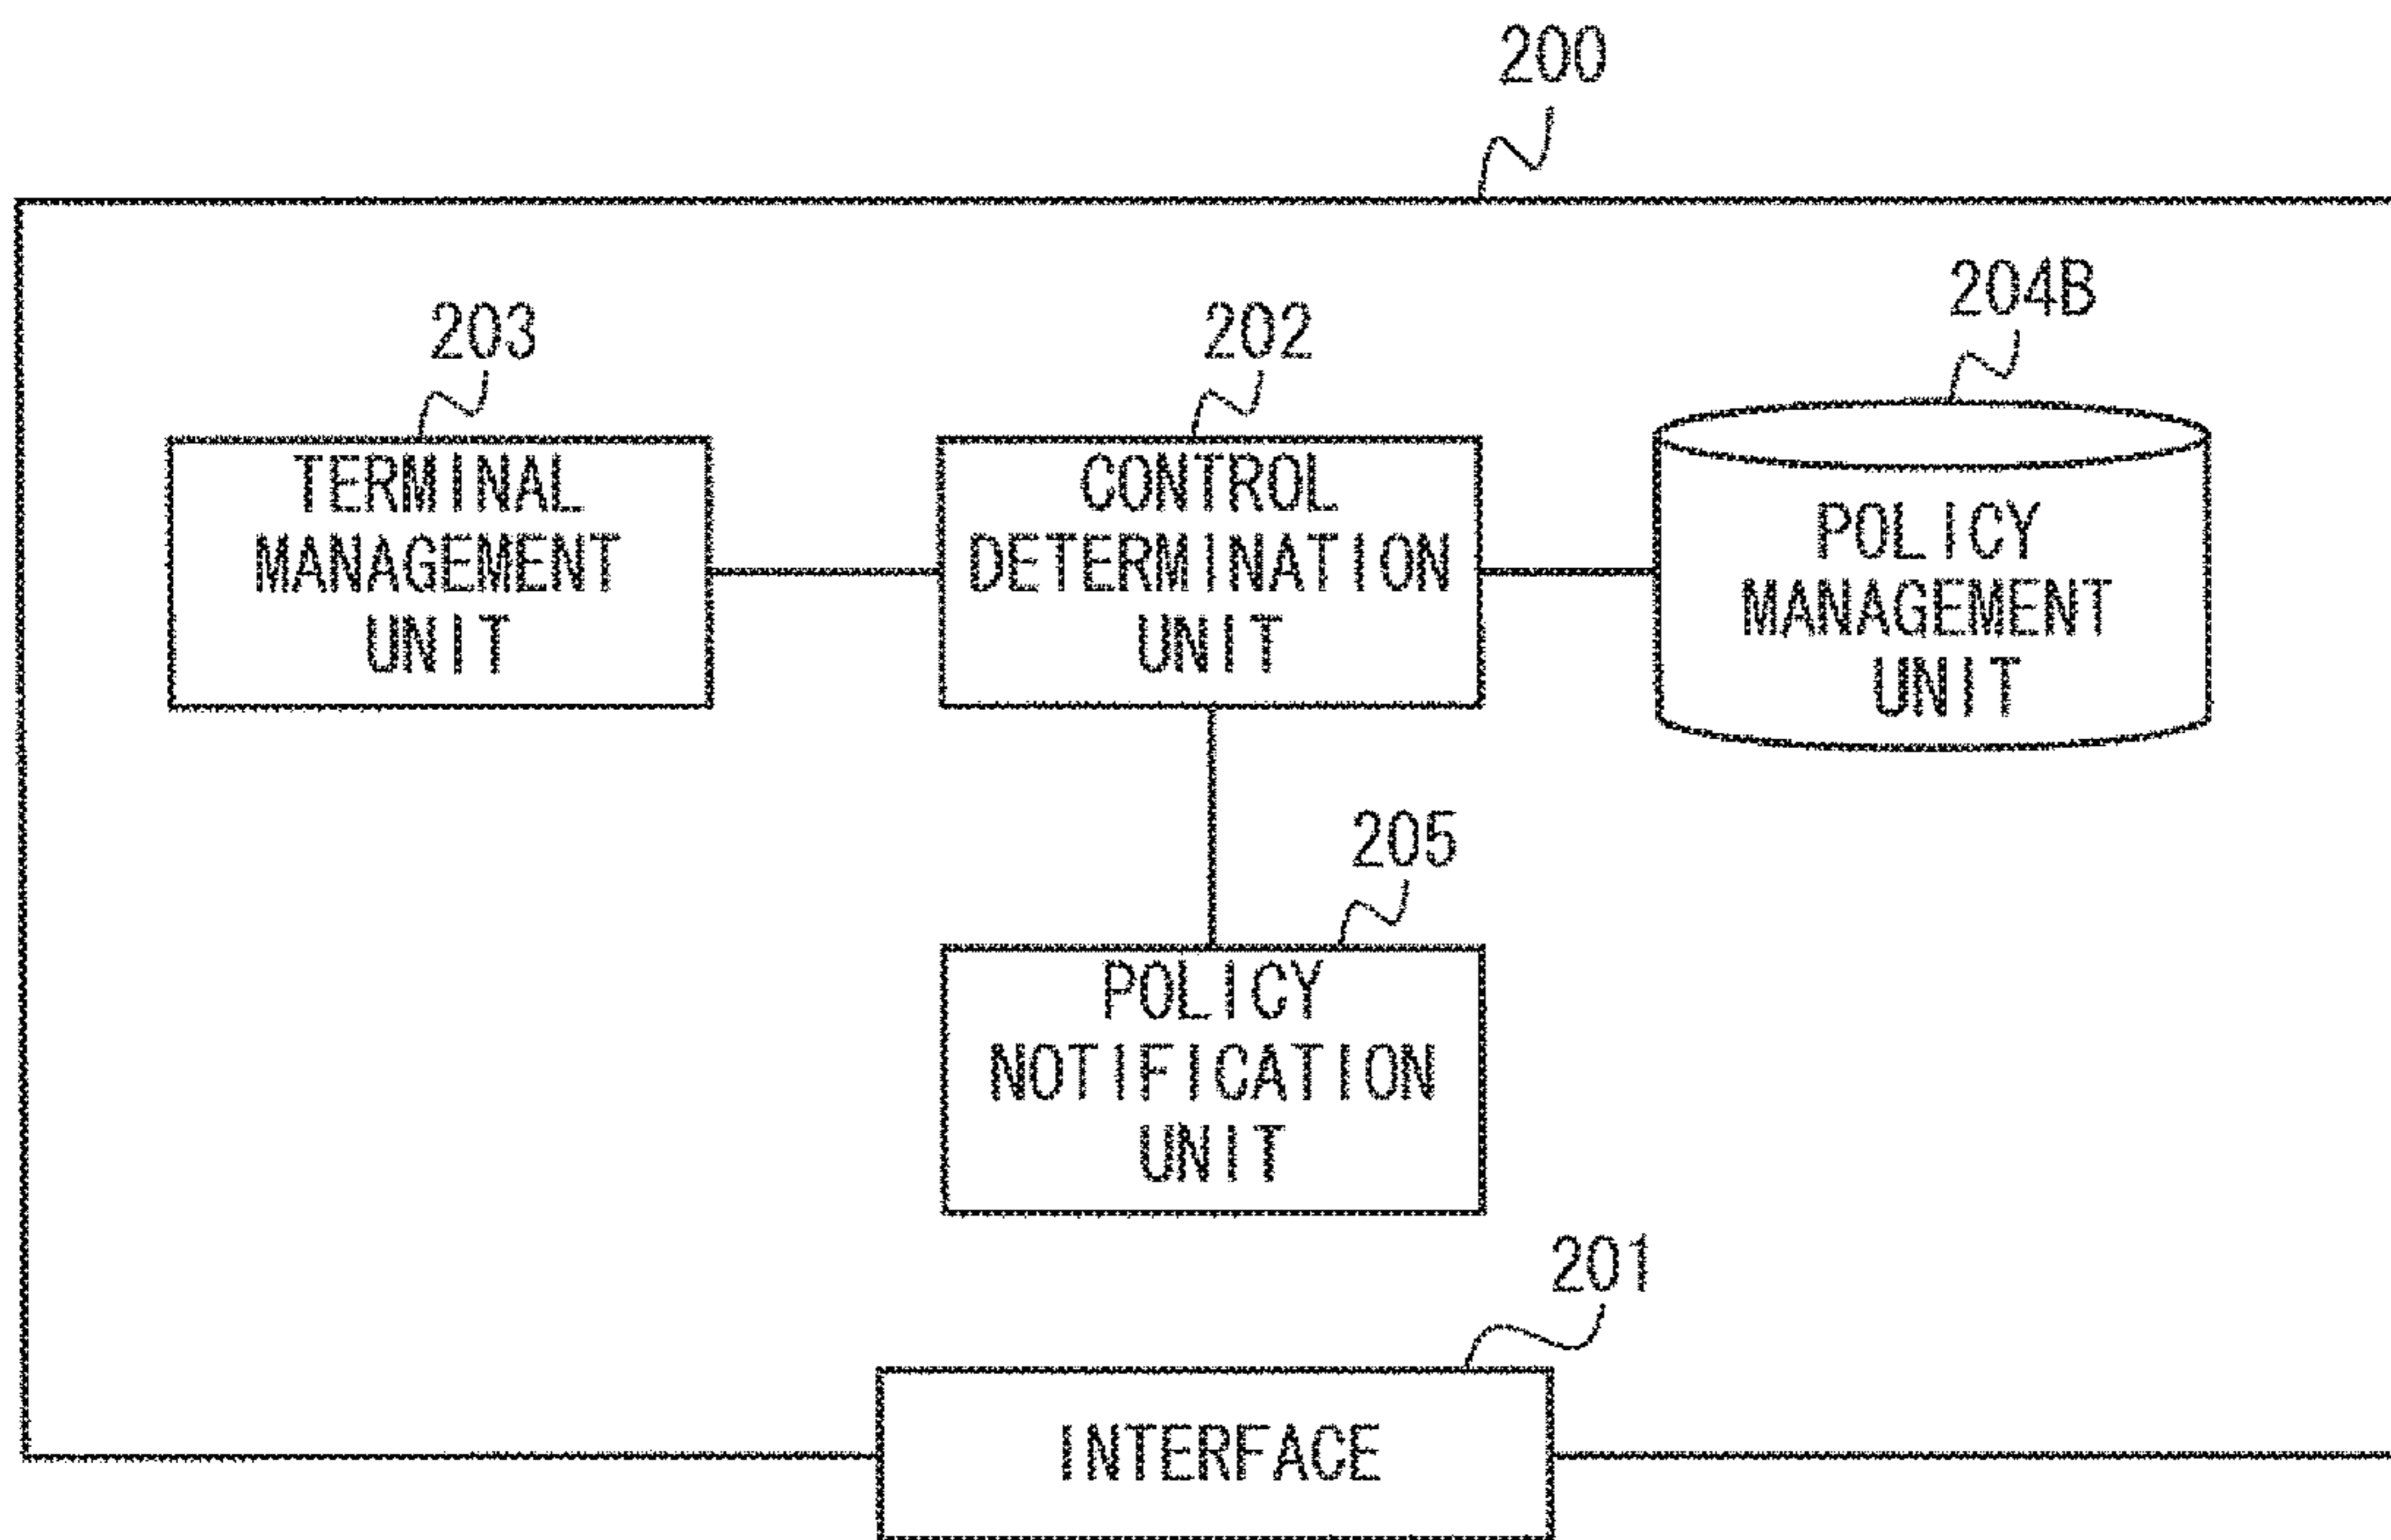 200
204B
203
202
TERMINAL
MANAGEMENT
UNIT
CONTROL
DETERMINATION
UNIT
POLICY
MANAGEMENT
UNIT
205
POLICY
NOTIFICATION
UNIT
201
INTERFACE